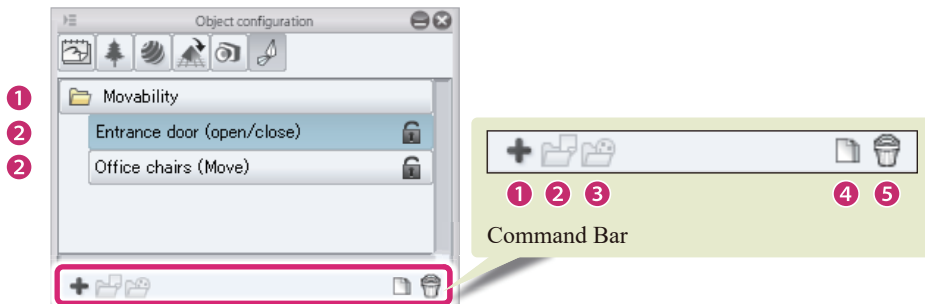 Object configuration
1 Movability
2 Entrance door (open/close)
2 Office chairs (Move)
1 2 3 4 5
Command Bar